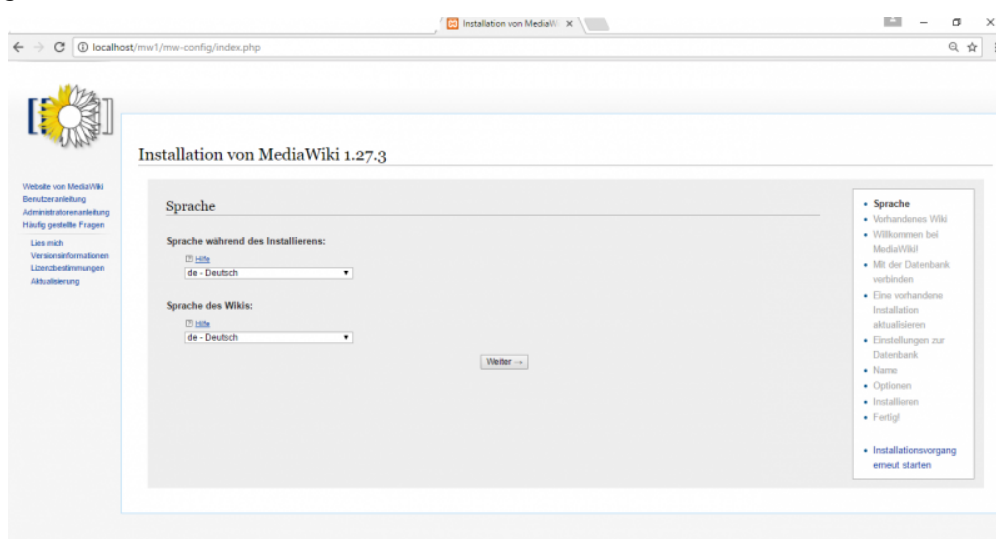 Installation von MediaWi
localhost/mw1/mw-config/index.php
Installation von MediaWiki 1.27.3
Website von MediaWiki
Benutzeranleitung
Administratorenanleitung
Häufig gestellte Fragen
Lies mich
Versionsinformationen
Lizenzbestimmungen
Aktualisierung
Sprache
Sprache während des Installierens:
Hilfe
de - Deutsch
Sprache des Wikis:
Hilfe
de - Deutsch
Weiter →
Sprache
Vorhandenes Wiki
Willkommen bei
MediaWiki!
Mit der Datenbank
verbinden
Eine vorhandene
Installation
aktualisieren
Einstellungen zur
Datenbank
Name
Optionen
Installieren
Fertig!
Installationsvorgang
erneut starten